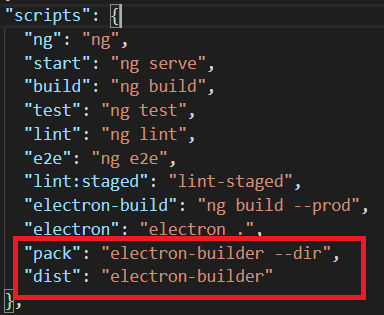 "scripts": {
"ng": "ng",
"start": "ng serve",
"build": "ng build",
"test": "ng test",
"lint": "ng lint",
"e2e": "ng e2e",
"lint:staged": "lint-staged",
"electron-build": "ng build --prod",
"electron": "electron .",
"pack": "electron-builder --dir",
"dist": "electron-builder"
},